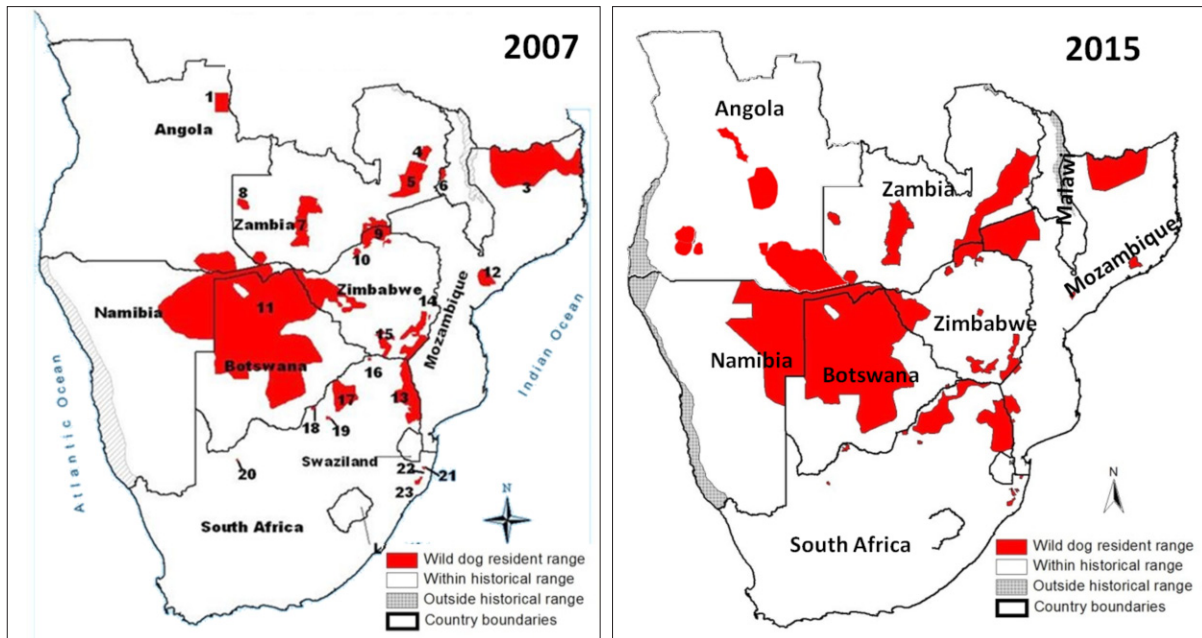 2007
1
Angola
4
5
6
3
8
Zambia
7
9
10
12
11
Zimbabwe
14
Namibia
Mozambique
15
Botswana
16
17
13
18
19
Swaziland
20
22
21
23
South Africa
L
N
Atlantic Ocean
Indian Ocean
Wild dog resident range
Within historical range
Outside historical range
Country boundaries
2015
Angola
Zambia
Malawi
Mozambique
Zimbabwe
Namibia
Botswana
South Africa
N
Wild dog resident range
Within historical range
Outside historical range
Country boundaries